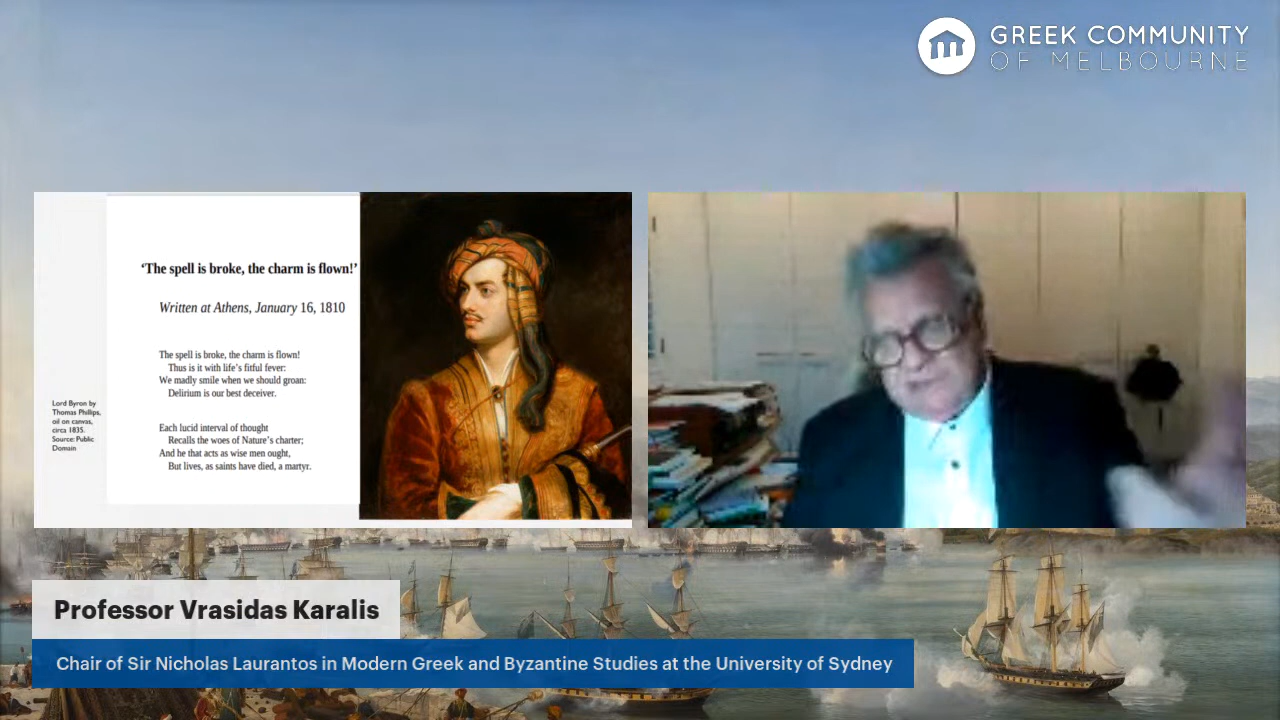 GREEK COMMUNITY
OF MELBOURNE
'The spell is broke, the charm is flown!'
Written at Athens, January 16, 1810
The spell is broke, the charm is flown!
Thus is it with life's fitful fever:
We madly smile when we should groan:
Delirium is our best deceiver.
Each lucid interval of thought
Recalls the woes of Nature's charter;
And he that acts as wise men ought,
But lives, as saints have died, a martyr.
Lord Byron by
Thomas Phillips,
oil on canvas,
circa 1835.
Source: Public
Domain
Professor Vrasidas Karalis
Chair of Sir Nicholas Laurantos in Modern Greek and Byzantine Studies at the University of Sydney